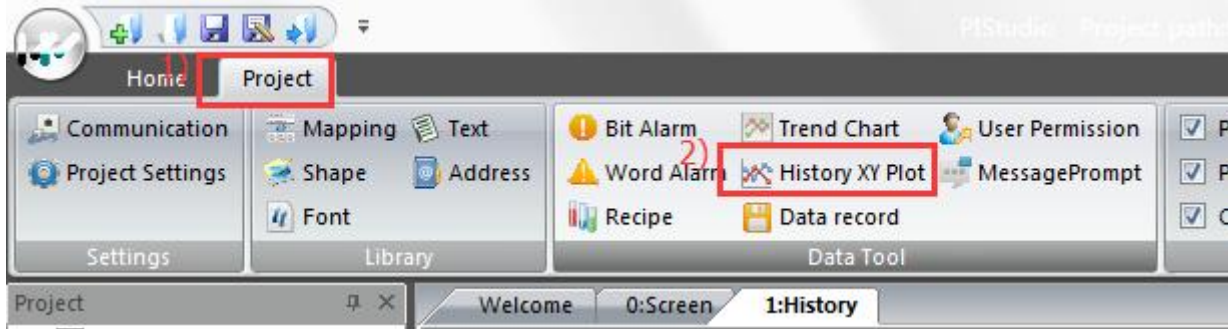 PIStudio Project path
1)
Home Project
Communication Mapping Text Bit Alarm Trend Chart User Permission P
2)
Project Settings Shape Address Word Alarm History XY Plot MessagePrompt P
Font Recipe Data record
Settings Library Data Tool
Project Welcome 0:Screen 1:History